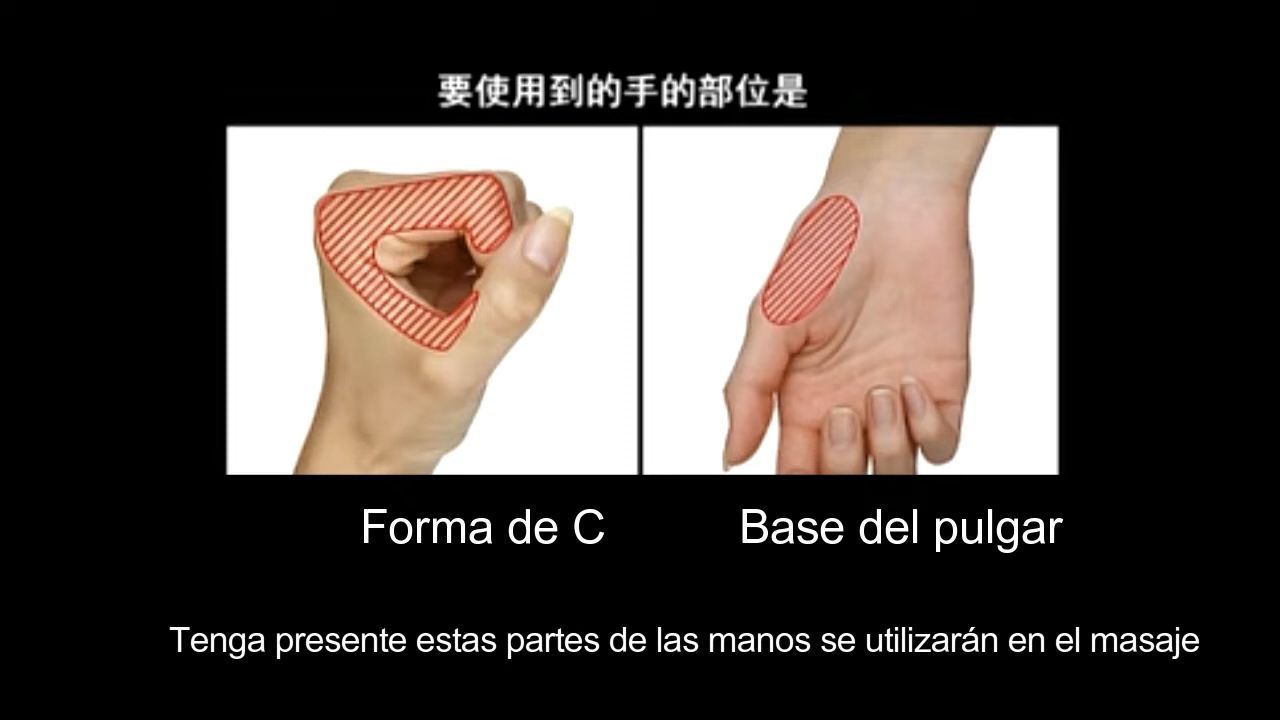 要使用到的手的部位是
Forma de C
Base del pulgar
Tenga presente estas partes de las manos se utilizarán en el masaje